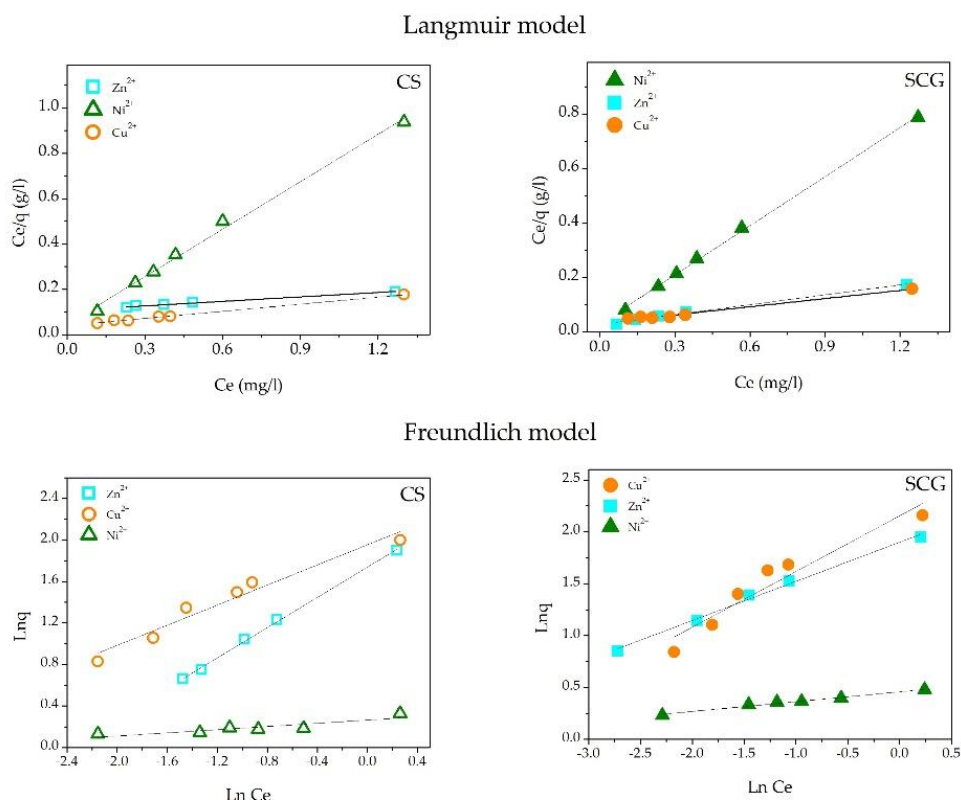 Langmuir model
CS
Zn²⁺
Ni²⁺
Cu²⁺
Ce/q (g/l)
1.0
0.8
0.6
0.4
0.2
0.0
0.0 0.3 0.6 0.9 1.2
Ce (mg/l)
SCG
Ni²⁺
Zn²⁺
Cu²⁺
Ce/q (g/l)
0.8
0.6
0.4
0.2
0.0
0.0 0.3 0.6 0.9 1.2
Ce (mg/l)
Freundlich model
CS
Zn²⁺
Cu²⁺
Ni²⁺
Lnq
2.4
2.0
1.6
1.2
0.8
0.4
0.0
-2.4 -2.0 -1.6 -1.2 -0.8 -0.4 0.0 0.4
Ln Ce
SCG
Cu²⁺
Zn²⁺
Ni²⁺
Lnq
2.5
2.0
1.5
1.0
0.5
0.0
-3.0 -2.5 -2.0 -1.5 -1.0 -0.5 0.0 0.5
Ln Ce